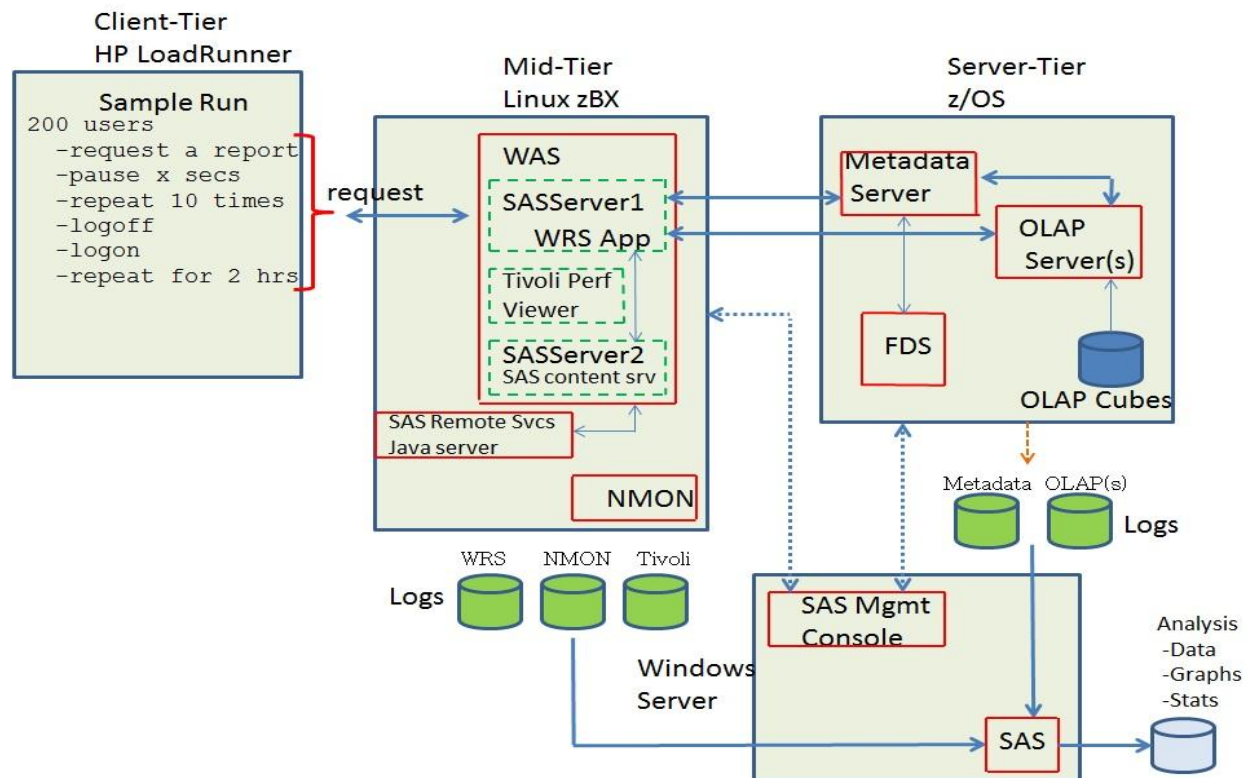 Client-Tier
HP LoadRunner
Sample Run
200 users
-request a report
-pause x secs
-repeat 10 times
-logoff
-logon
-repeat for 2 hrs
request
Mid-Tier
Linux zBX
WAS
SASServer1
WRS App
Tivoli Perf
Viewer
SASServer2
SAS content srv
SAS Remote Svcs
Java server
NMON
Server-Tier
z/OS
Metadata
Server
OLAP
Server(s)
FDS
OLAP Cubes
Metadata OLAP(s)
Logs
WRS NMON Tivoli
Logs
Windows
Server
SAS Mgmt
Console
SAS
Analysis
-Data
-Graphs
-Stats